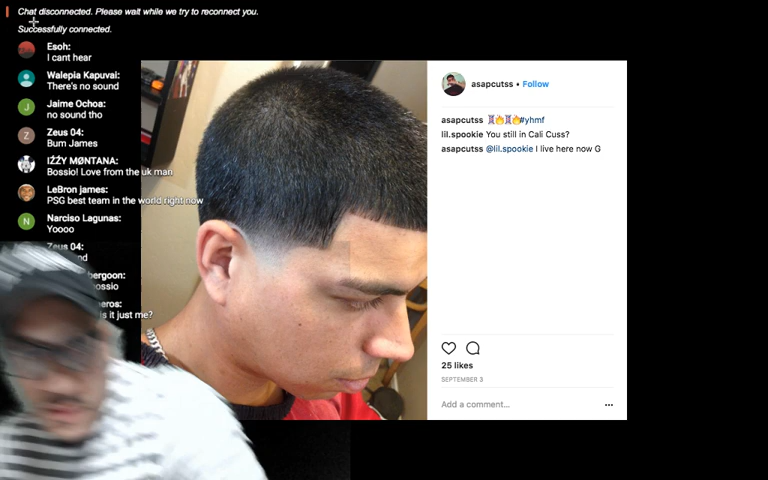 Chat disconnected. Please wait while we try to reconnect you.
Successfully connected.
Esoh:
I cant hear
Walepia Kapuvai:
There's no sound
J
Jaime Ochoa:
no sound tho
Z
Zeus 04:
Bum James
IŹŹY MØNTANA:
Bossio! Love from the uk man
LeBron james:
PSG best team in the world right now
N
Narciso Lagunas:
Yoooo
Zeus 04:
is it just me?
asapcutss • Follow
asapcutss #yhmf
lil.spookie You still in Cali Cuss?
asapcutss @lil.spookie I live here now G
25 likes
SEPTEMBER 3
Add a comment...